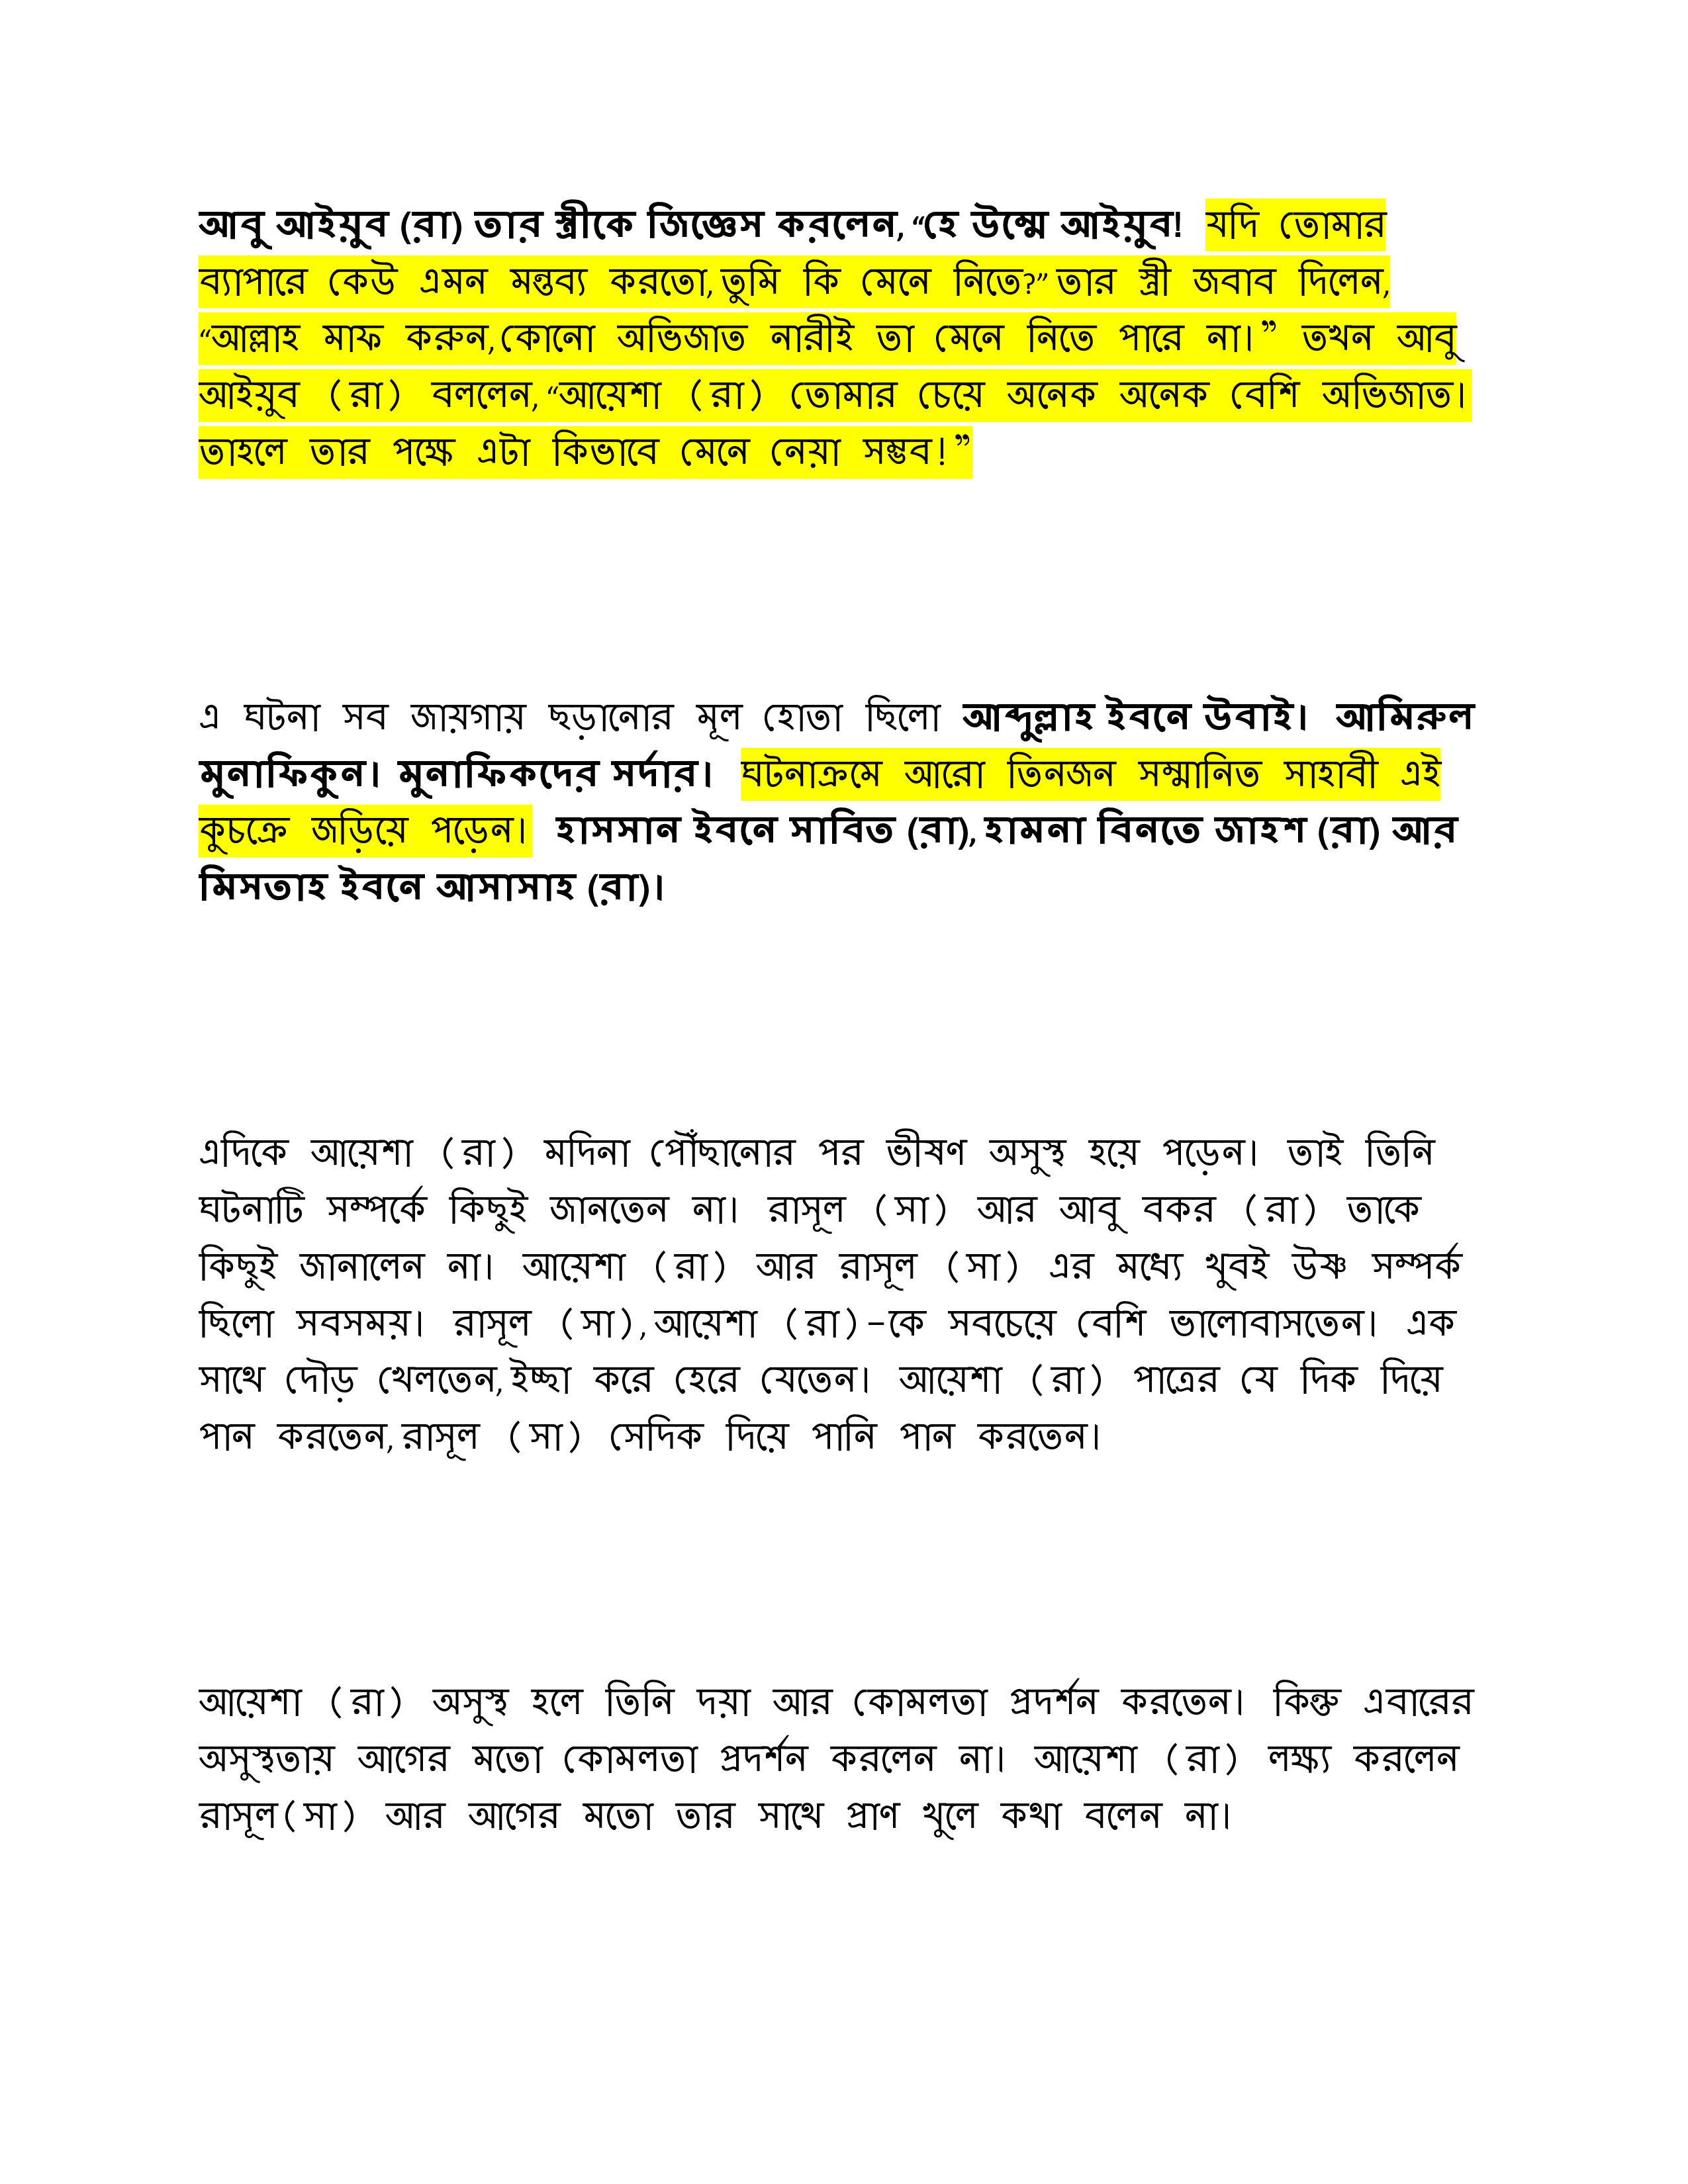 আবু আইয়ুব (রা) তার স্ত্রীকে জিজ্ঞেস করলেন, “হে উম্মে আইয়ুব! যদি তোমার
ব্যাপারে কেউ এমন মন্তব্য করতো, তুমি কি মেনে নিতে?” তার স্ত্রী জবাব দিলেন,
“আল্লাহ মাফ করুন, কোনো অভিজাত নারীই তা মেনে নিতে পারে না।” তখন আবু
আইয়ুব (রা) বললেন, “আয়েশা (রা) তোমার চেয়ে অনেক অনেক বেশি অভিজাত।
তাহলে তার পক্ষে এটা কিভাবে মেনে নেয়া সম্ভব!”
এ ঘটনা সব জায়গায় ছড়ানোর মূল হোতা ছিলো আব্দুল্লাহ ইবনে উবাই। আমিরুল
মুনাফিকুন। মুনাফিকদের সর্দার। ঘটনাক্রমে আরো তিনজন সম্মানিত সাহাবী এই
কুচক্রে জড়িয়ে পড়েন। হাসসান ইবনে সাবিত (রা), হামনা বিনতে জাহশ (রা) আর
মিসতাহ ইবনে আসাসাহ (রা)।
এদিকে আয়েশা (রা) মদিনা পৌঁছানোর পর ভীষণ অসুস্থ হয়ে পড়েন। তাই তিনি
ঘটনাটি সম্পর্কে কিছুই জানতেন না। রাসূল (সা) আর আবু বকর (রা) তাকে
কিছুই জানালেন না। আয়েশা (রা) আর রাসূল (সা) এর মধ্যে খুবই উষ্ণ সম্পর্ক
ছিলো সবসময়। রাসূল (সা), আয়েশা (রা)-কে সবচেয়ে বেশি ভালোবাসতেন। এক
সাথে দৌড় খেলতেন, ইচ্ছা করে হেরে যেতেন। আয়েশা (রা) পাত্রের যে দিক দিয়ে
পান করতেন, রাসূল (সা) সেদিক দিয়ে পানি পান করতেন।
আয়েশা (রা) অসুস্থ হলে তিনি দয়া আর কোমলতা প্রদর্শন করতেন। কিন্তু এবারের
অসুস্থতায় আগের মতো কোমলতা প্রদর্শন করলেন না। আয়েশা (রা) লক্ষ্য করলেন
রাসূল(সা) আর আগের মতো তার সাথে প্রাণ খুলে কথা বলেন না।